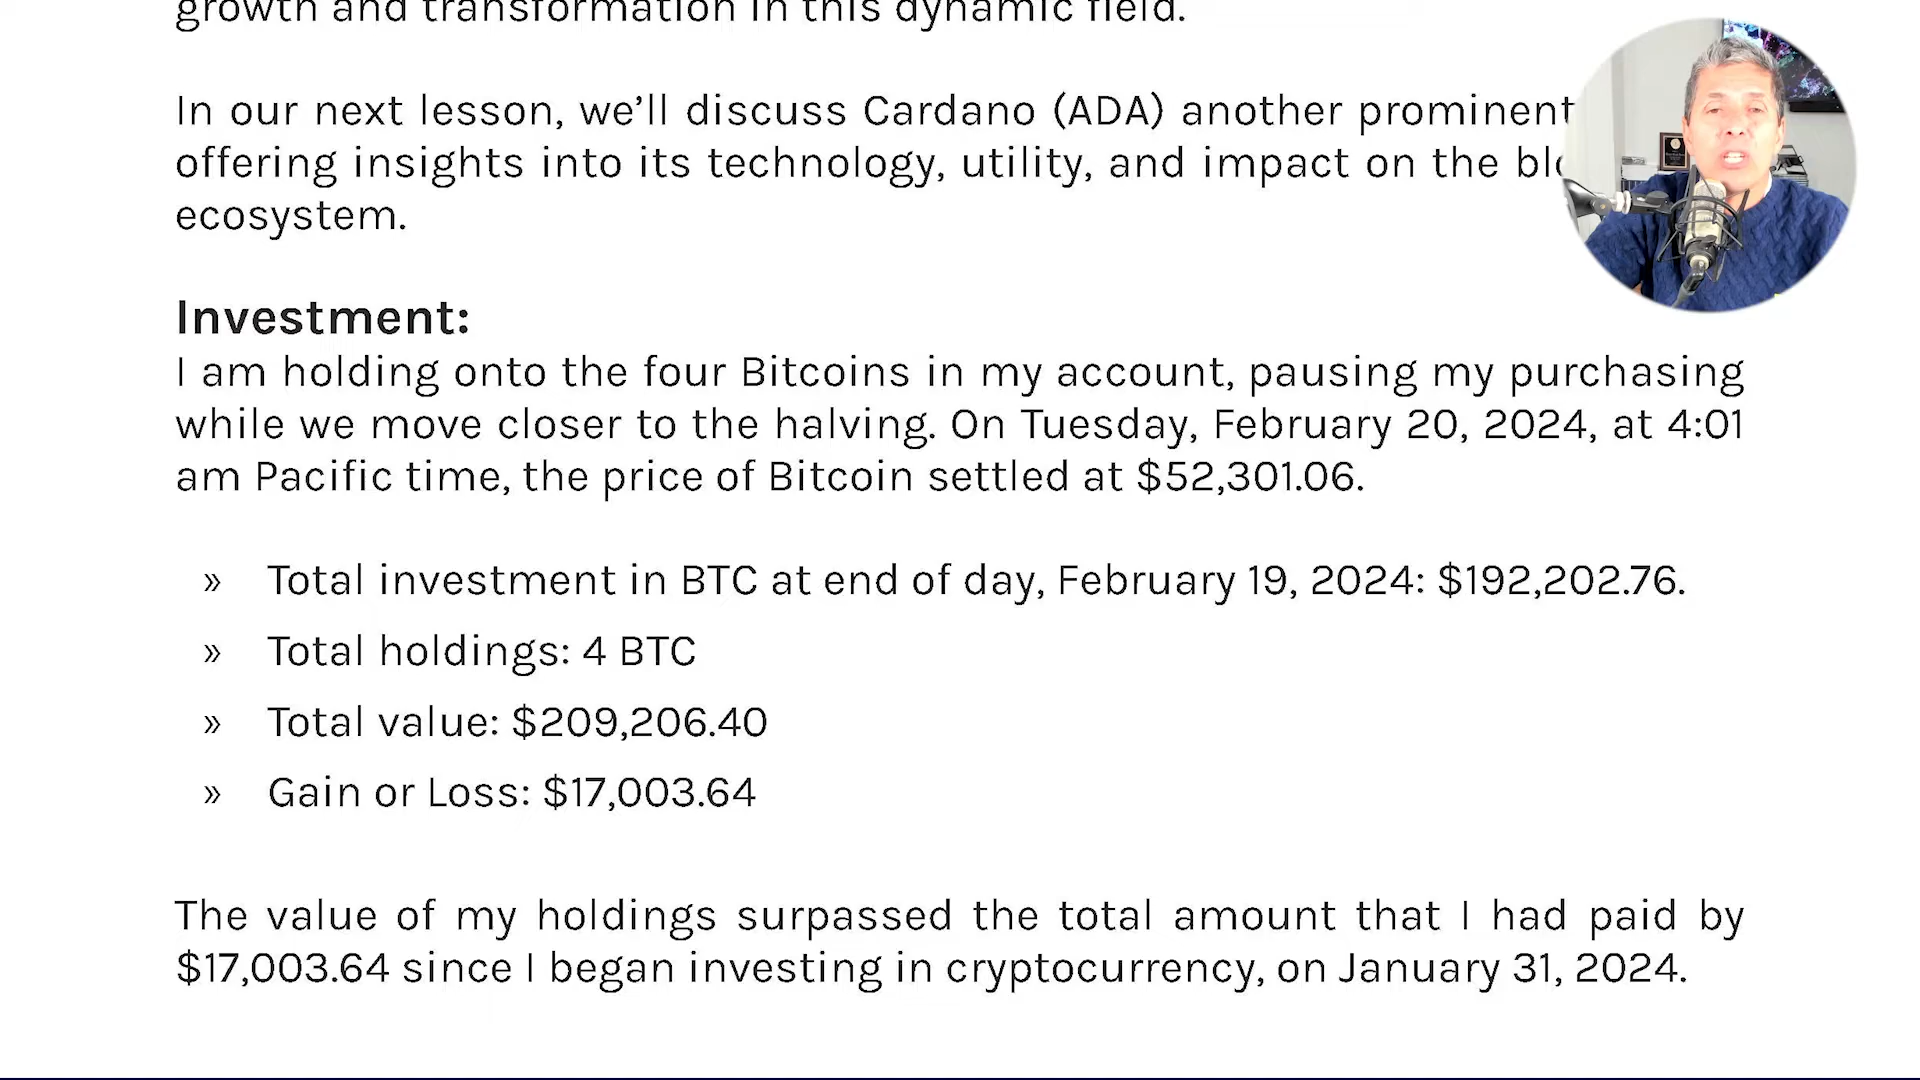 growth and transformation in this dynamic field.
In our next lesson, we’ll discuss Cardano (ADA) another prominent
offering insights into its technology, utility, and impact on the
ecosystem.
Investment:
I am holding onto the four Bitcoins in my account, pausing my purchasing
while we move closer to the halving. On Tuesday, February 20, 2024, at 4:01
am Pacific time, the price of Bitcoin settled at $52,301.06.
» Total investment in BTC at end of day, February 19, 2024: $192,202.76.
» Total holdings: 4 BTC
» Total value: $209,206.40
» Gain or Loss: $17,003.64
The value of my holdings surpassed the total amount that I had paid by
$17,003.64 since I began investing in cryptocurrency, on January 31, 2024.